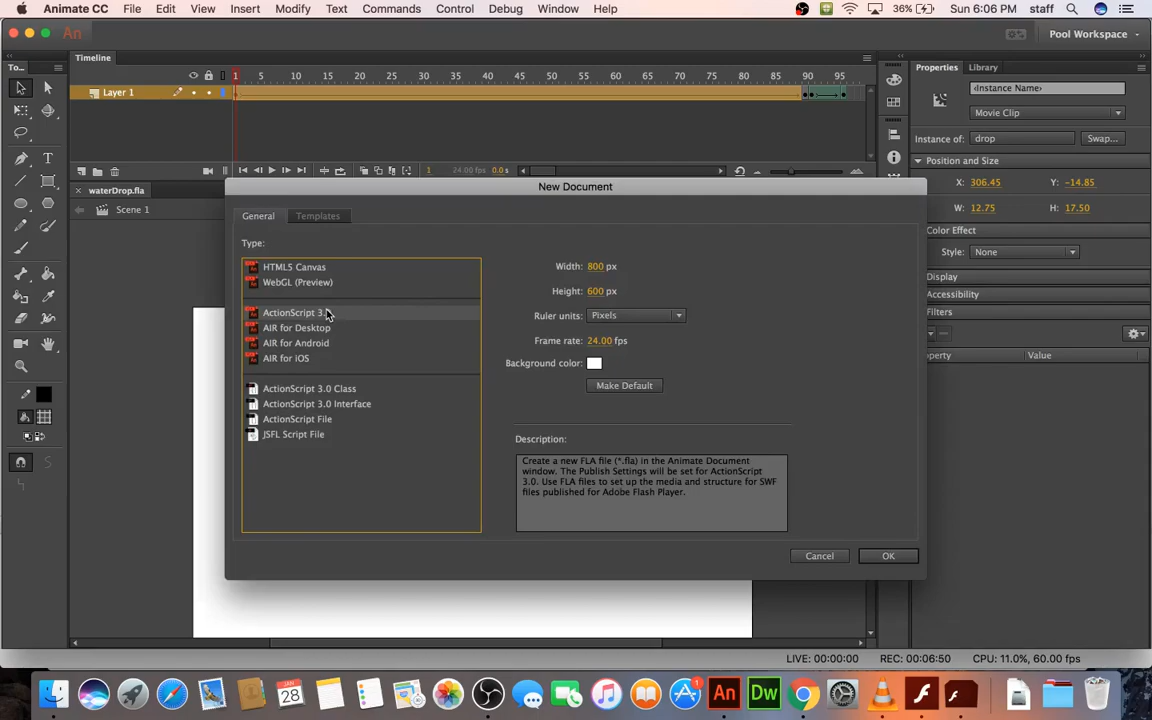 Animate CC File Edit View Insert Modify Text Commands Control Debug Window Help 36% Sun 6:06 PM staff
An Pool Workspace
Timeline
To...
1 5 10 15 20 25 30 35 40 45 50 55 60 65 70 75 80 85 90 95
Layer 1
1 24.00 fps 0.0 s
waterDrop.fla
Scene 1
Properties Library
‹Instance Name›
Movie Clip
Instance of: drop Swap...
Position and Size
X: 306.45 Y: -14.85
W: 12.75 H: 17.50
Color Effect
Style: None
Display
Accessibility
Filters
operty Value
New Document
General Templates
Type:
HTML5 Canvas
WebGL (Preview)
ActionScript 3.
AIR for Desktop
AIR for Android
AIR for iOS
ActionScript 3.0 Class
ActionScript 3.0 Interface
ActionScript File
JSFL Script File
Width: 800 px
Height: 600 px
Ruler units: Pixels
Frame rate: 24.00 fps
Background color:
Make Default
Description:
Create a new FLA file (*.fla) in the Animate Document
window. The Publish Settings will be set for ActionScript
3.0. Use FLA files to set up the media and structure for SWF
files published for Adobe Flash Player.
Cancel OK
LIVE: 00:00:00 REC: 00:06:50 CPU: 11.0%, 60.00 fps
28 1 An Dw